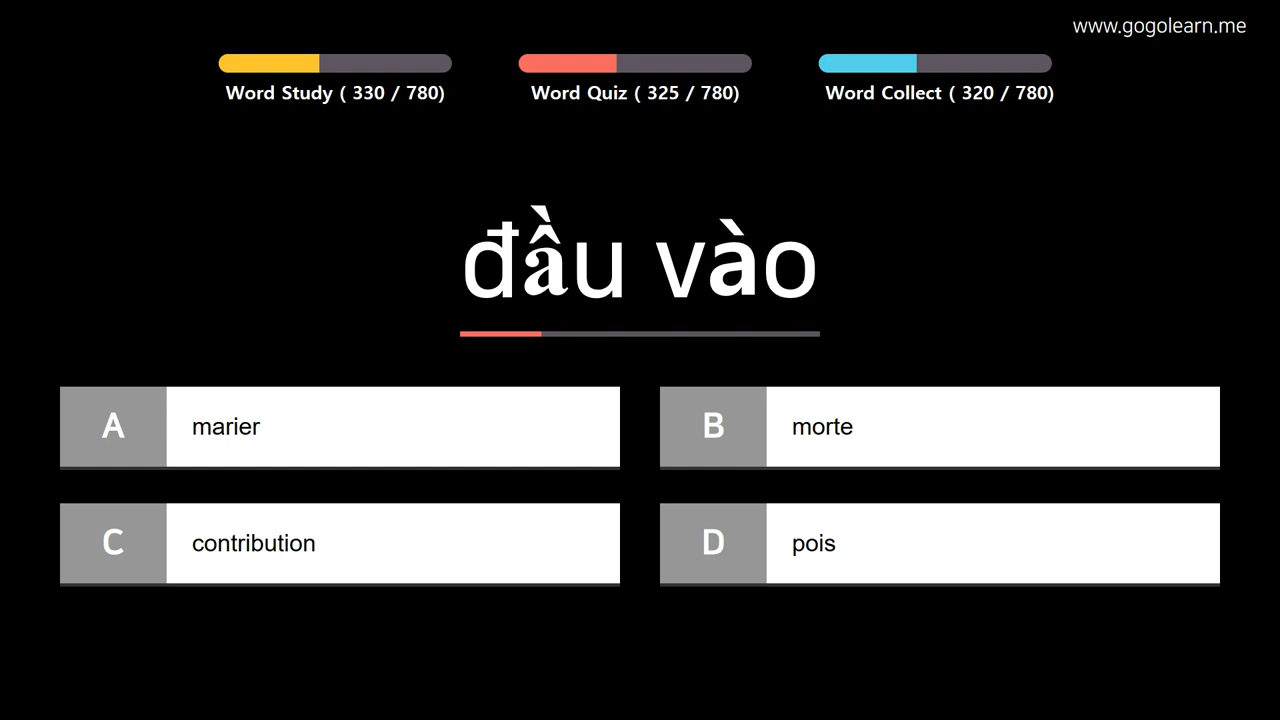 www.gogolearn.me
Word Study ( 330 / 780)
Word Quiz ( 325 / 780)
Word Collect ( 320 / 780)
đầu vào
A marier
B morte
C contribution
D pois